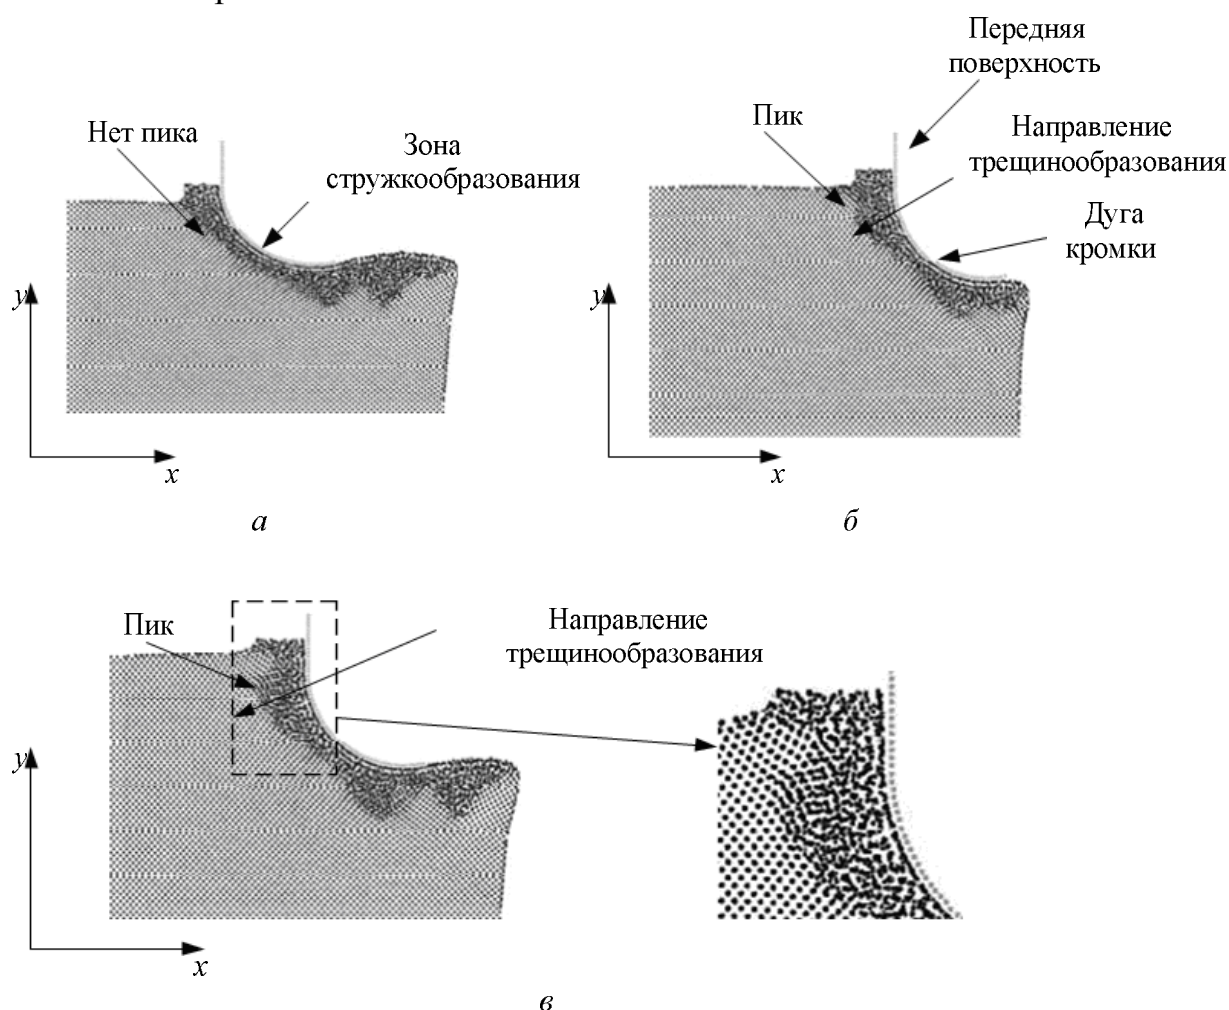 Нет пика
Зона
стружкообразования
y
x
а
Передняя
поверхность
Пик
Направление
трещинообразования
Дуга
кромки
y
x
б
Пик
Направление
трещинообразования
y
x
в